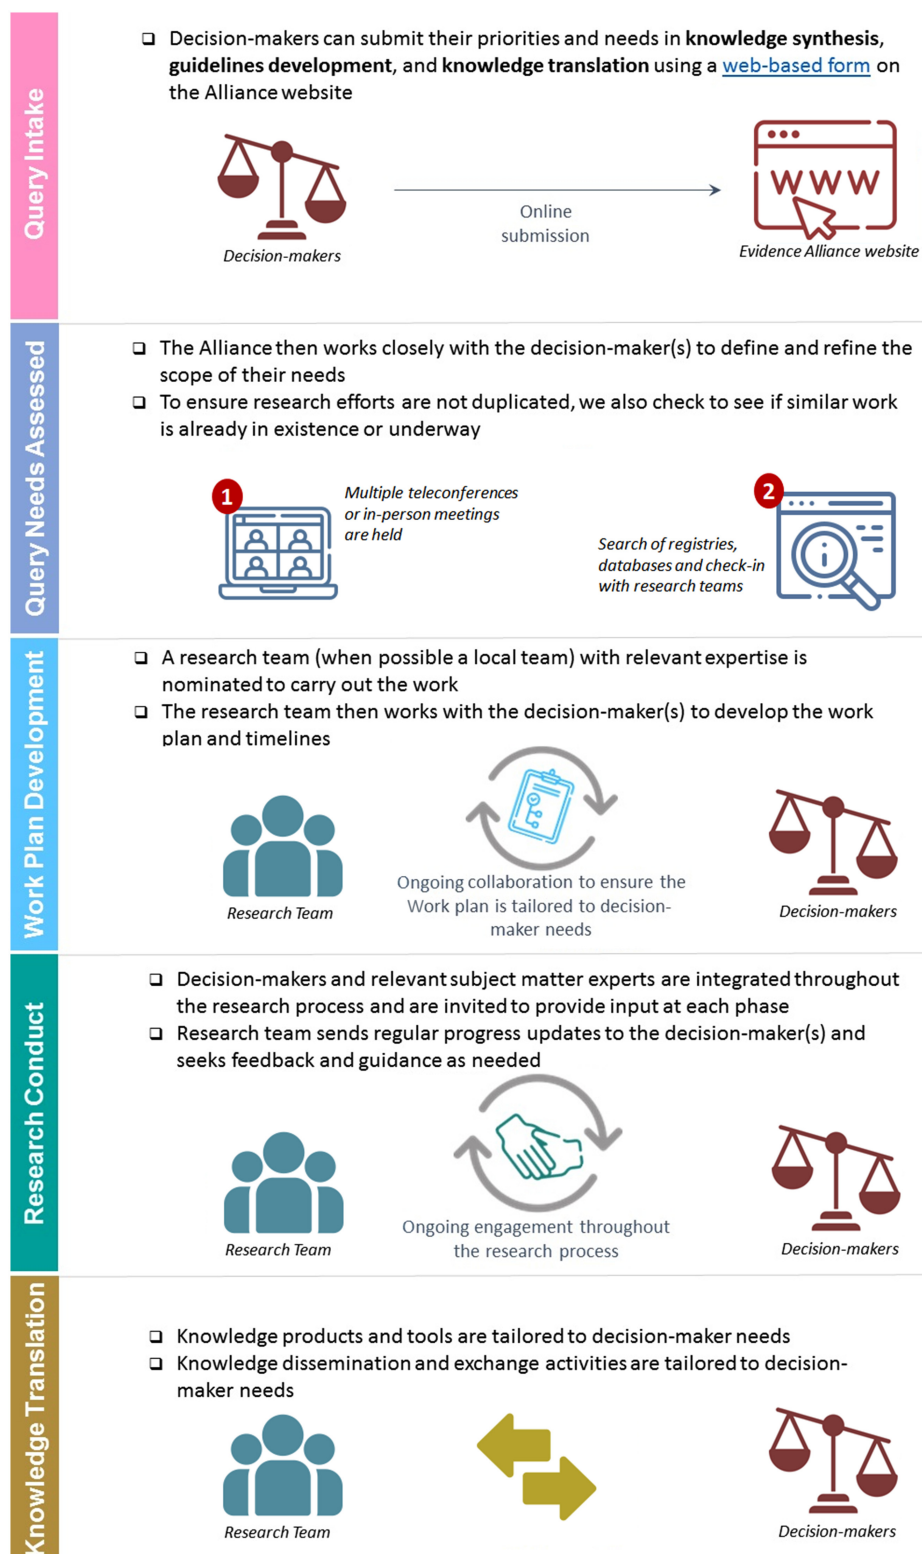 Query Intake
❑ Decision-makers can submit their priorities and needs in knowledge synthesis,
guidelines development, and knowledge translation using a web-based form on
the Alliance website
Online
submission
Decision-makers
Evidence Alliance website
WWW
Query Needs Assessed
❑ The Alliance then works closely with the decision-maker(s) to define and refine the
scope of their needs
❑ To ensure research efforts are not duplicated, we also check to see if similar work
is already in existence or underway
1
Multiple teleconferences
or in-person meetings
are held
2
Search of registries,
databases and check-in
with research teams
Work Plan Development
❑ A research team (when possible a local team) with relevant expertise is
nominated to carry out the work
❑ The research team then works with the decision-maker(s) to develop the work
plan and timelines
Research Team
Ongoing collaboration to ensure the
Work plan is tailored to decision-
maker needs
Decision-makers
Research Conduct
❑ Decision-makers and relevant subject matter experts are integrated throughout
the research process and are invited to provide input at each phase
❑ Research team sends regular progress updates to the decision-maker(s) and
seeks feedback and guidance as needed
Research Team
Ongoing engagement throughout
the research process
Decision-makers
Knowledge Translation
❑ Knowledge products and tools are tailored to decision-maker needs
❑ Knowledge dissemination and exchange activities are tailored to decision-
maker needs
Research Team
Decision-makers